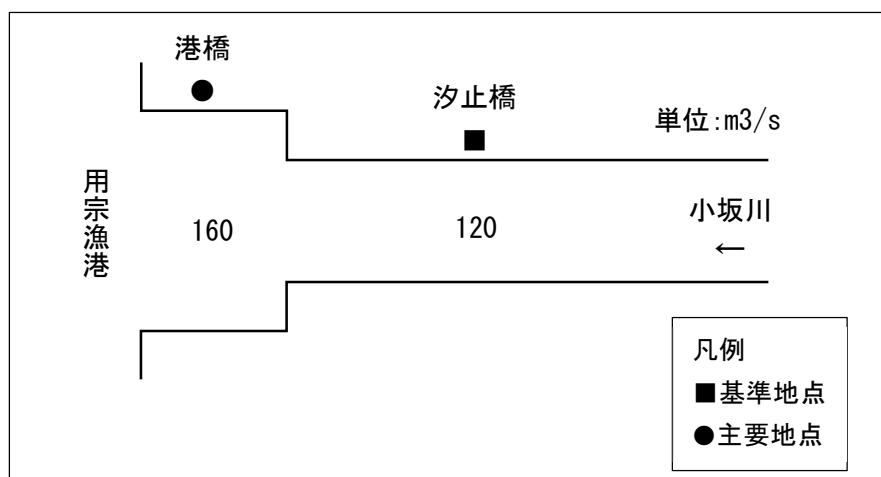 港橋
汐止橋
単位:m3/s
用宗漁港
160
120
小坂川
←
凡例
■基準地点
●主要地点